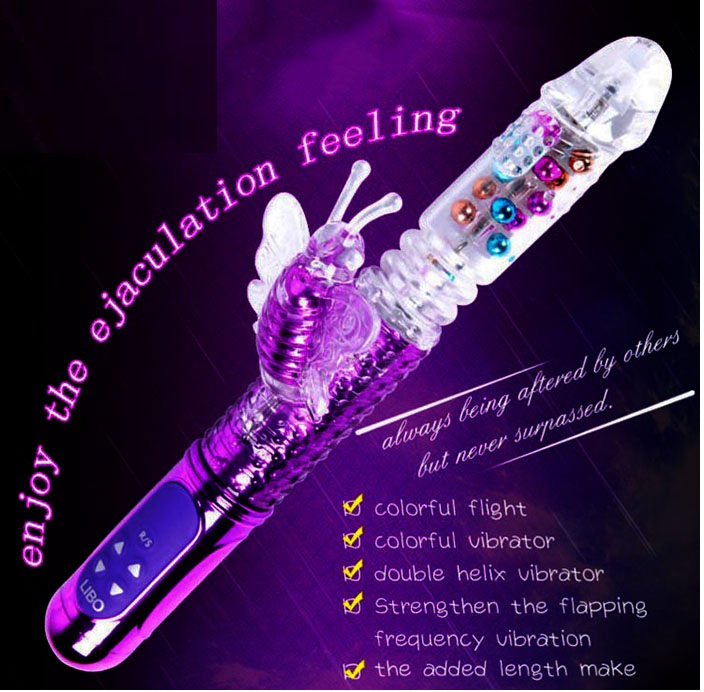 enjoy the ejaculation feeling
always being aftered by others
but never surpassed.
colorful flight
colorful vibrator
double helix vibrator
Strengthen the flapping
frequency vibration
the added length make
R/S
LIBO